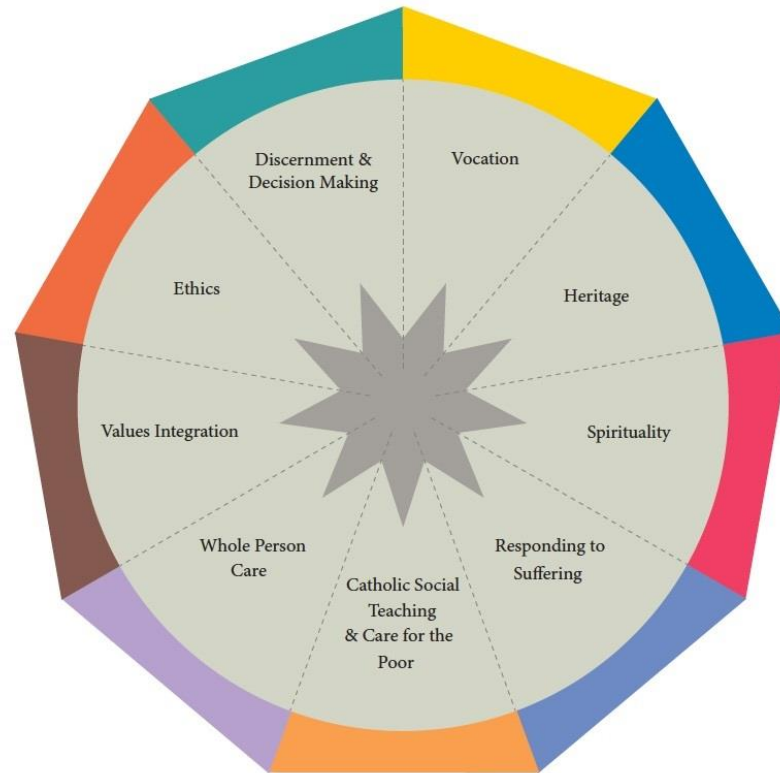 Discernment &
Decision Making
Vocation
Ethics
Heritage
Values Integration
Spirituality
Whole Person
Care
Responding to
Suffering
Catholic Social
Teaching
& Care for the
Poor